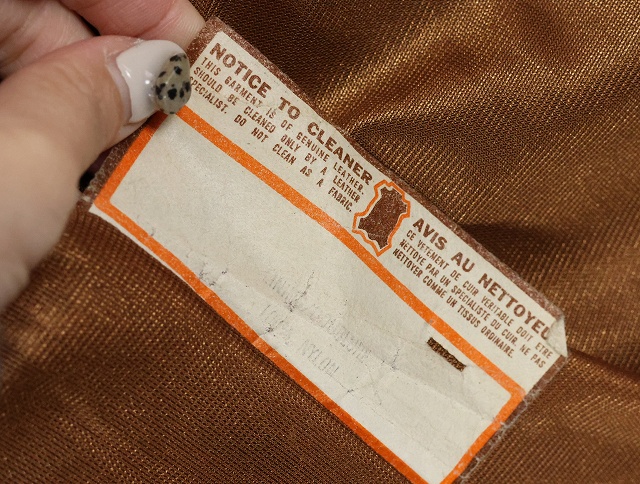 NOTICE TO CLEANER
THIS GARMENT IS OF GENUINE LEATHER.
SHOULD BE CLEANED ONLY BY A LEATHER
SPECIALIST. DO NOT CLEAN AS A FABRIC.
AVIS AU NETTOYEU
CE VETEMENT DE CUIR VERITABLE DOIT ETRE
NETTOYE PAR UN SPECIALISTE DU CUIR. NE PAS
NETTOYER COMME UN TISSUS ORDINAIRE.
NYLON